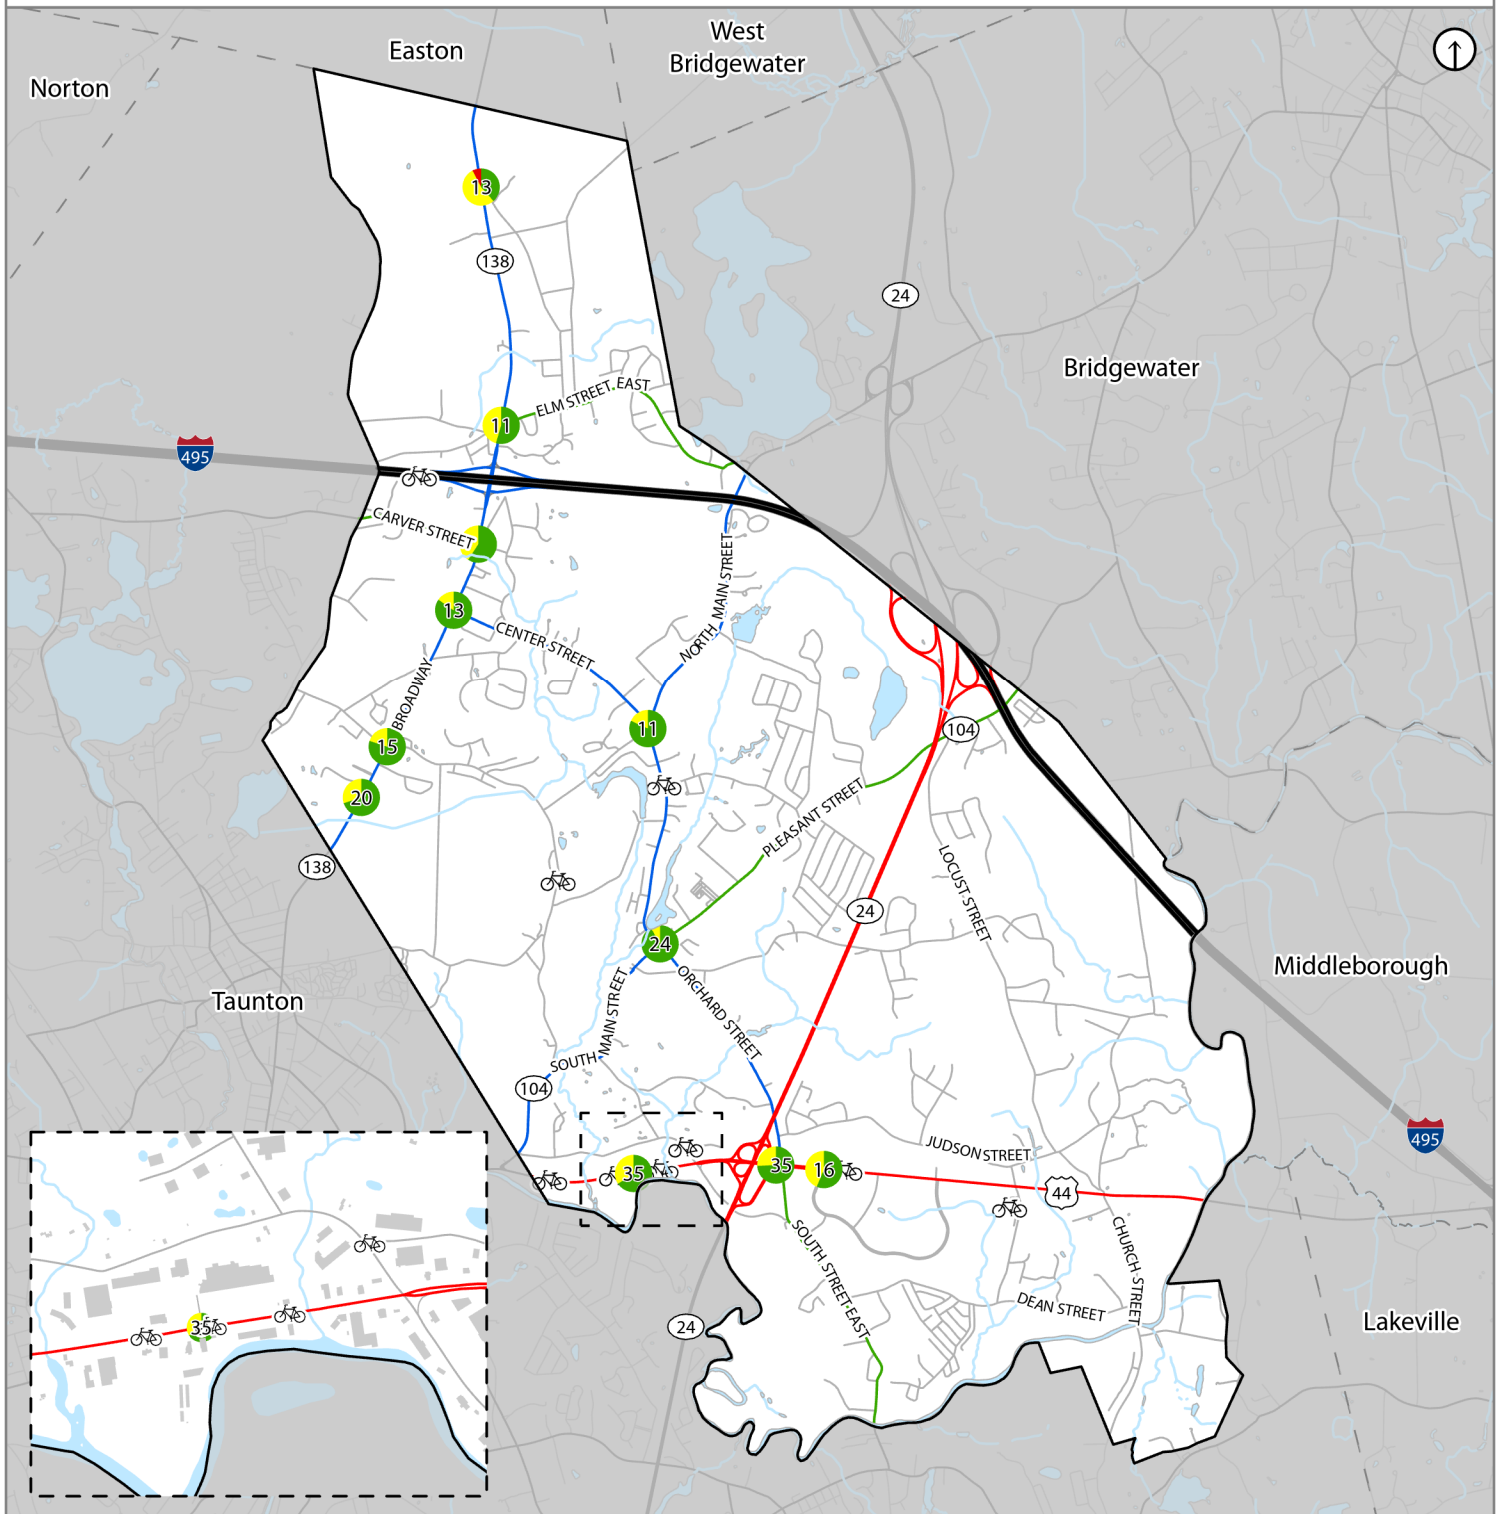 West
Bridgewater
Easton
Norton
13
138
24
Bridgewater
ELM STREET EAST
11
495
CARVER STREET
NORTH MAIN STREET
13
CENTER STREET
BROADWAY
11
104
15
20
PLEASANT STREET
138
LOCUST STREET
24
24
Middleborough
ORCHARD STREET
Taunton
SOUTH MAIN STREET
104
495
JUDSON STREET
35
35
16
44
SOUTH STREET EAST
CHURCH STREET
DEAN STREET
24
Lakeville
35